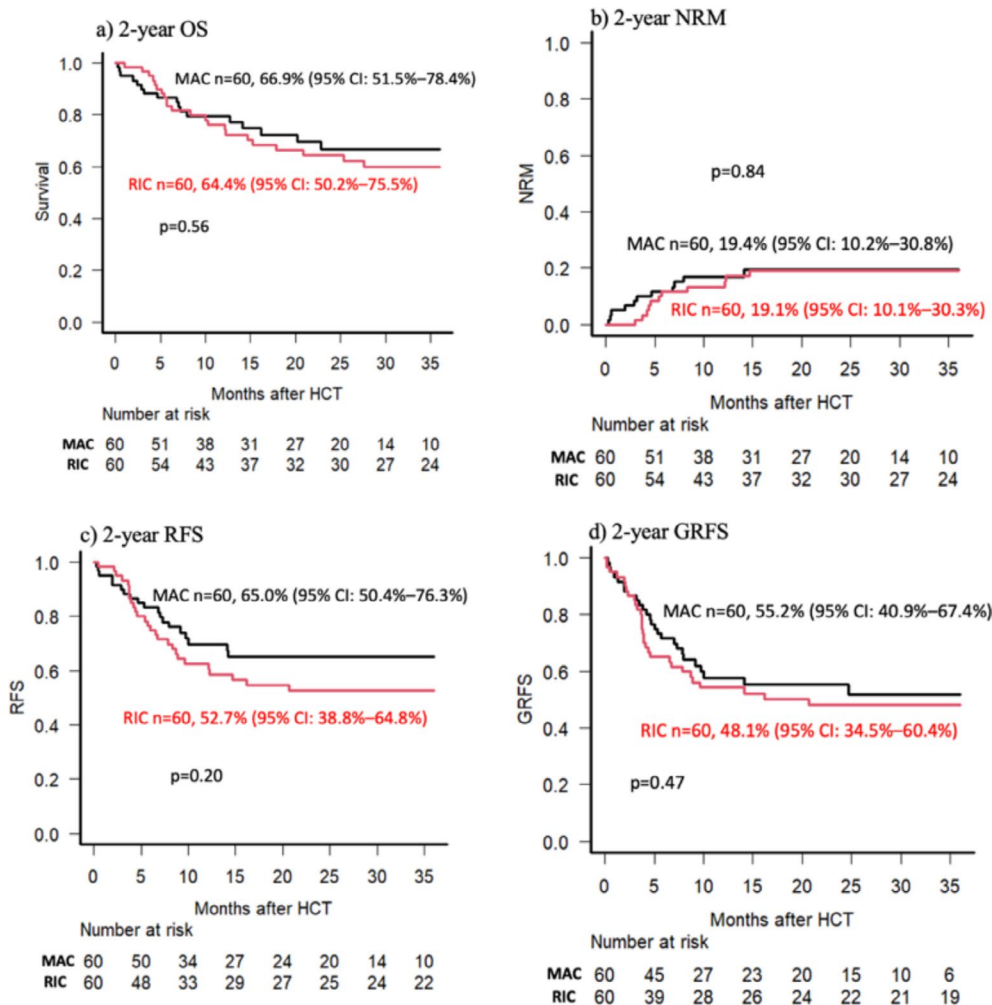 a) 2-year OS
1.0
0.8
0.6
0.4
0.2
0.0
Survival
MAC n=60, 66.9% (95% CI: 51.5%–78.4%)
RIC n=60, 64.4% (95% CI: 50.2%–75.5%)
p=0.56
0 5 10 15 20 25 30 35
Months after HCT
Number at risk
MAC 60 51 38 31 27 20 14 10
RIC 60 54 43 37 32 30 27 24
b) 2-year NRM
1.0
0.8
0.6
0.4
0.2
0.0
NRM
p=0.84
MAC n=60, 19.4% (95% CI: 10.2%–30.8%)
RIC n=60, 19.1% (95% CI: 10.1%–30.3%)
0 5 10 15 20 25 30 35
Months after HCT
Number at risk
MAC 60 51 38 31 27 20 14 10
RIC 60 54 43 37 32 30 27 24
c) 2-year RFS
1.0
0.8
0.6
0.4
0.2
0.0
RFS
MAC n=60, 65.0% (95% CI: 50.4%–76.3%)
RIC n=60, 52.7% (95% CI: 38.8%–64.8%)
p=0.20
0 5 10 15 20 25 30 35
Months after HCT
Number at risk
MAC 60 50 34 27 24 20 14 10
RIC 60 48 33 29 27 25 24 22
d) 2-year GRFS
1.0
0.8
0.6
0.4
0.2
0.0
GRFS
MAC n=60, 55.2% (95% CI: 40.9%–67.4%)
RIC n=60, 48.1% (95% CI: 34.5%–60.4%)
p=0.47
0 5 10 15 20 25 30 35
Months after HCT
Number at risk
MAC 60 45 27 23 20 15 10 6
RIC 60 39 28 26 24 22 21 19